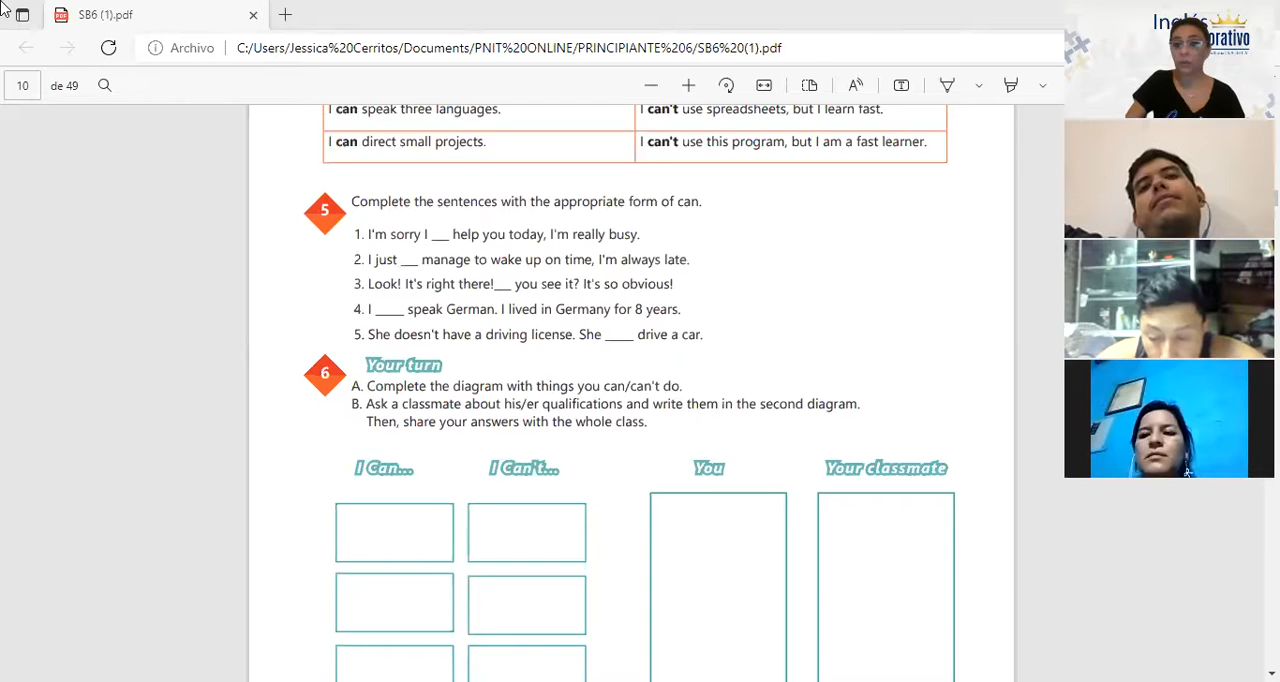 SB6 (1).pdf
Archivo
C:/Users/Jessica%20Cerritos/Documents/PNIT%20ONLINE/PRINCIPIANTE%206/SB6%20(1).pdf
10 de 49
I can speak three languages.
I can't use spreadsheets, but I learn fast.
I can direct small projects.
I can't use this program, but I am a fast learner.
5
Complete the sentences with the appropriate form of can.
1. I'm sorry I ___ help you today, I'm really busy.
2. I just ___ manage to wake up on time, I'm always late.
3. Look! It's right there!___ you see it? It's so obvious!
4. I _____ speak German. I lived in Germany for 8 years.
5. She doesn't have a driving license. She _____ drive a car.
6
Your turn
A. Complete the diagram with things you can/can't do.
B. Ask a classmate about his/er qualifications and write them in the second diagram.
Then, share your answers with the whole class.
I Can...
I Can't...
You
Your classmate